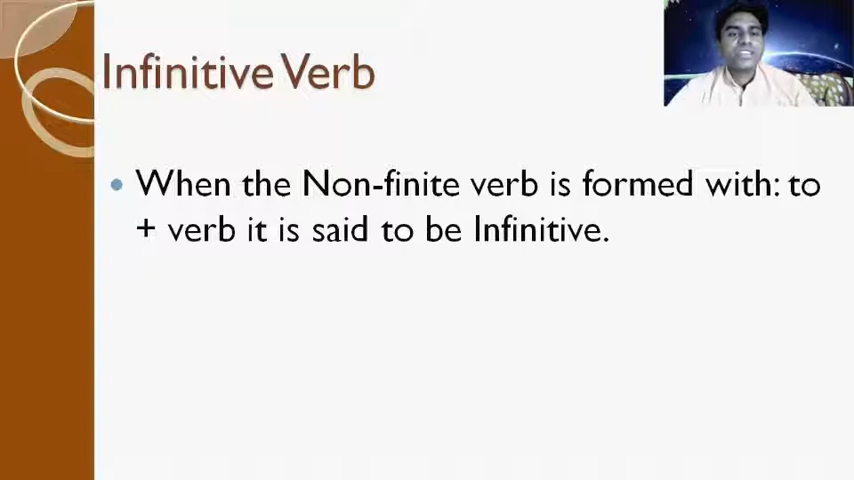 Infinitive Verb
When the Non-finite verb is formed with: to
+ verb it is said to be Infinitive.